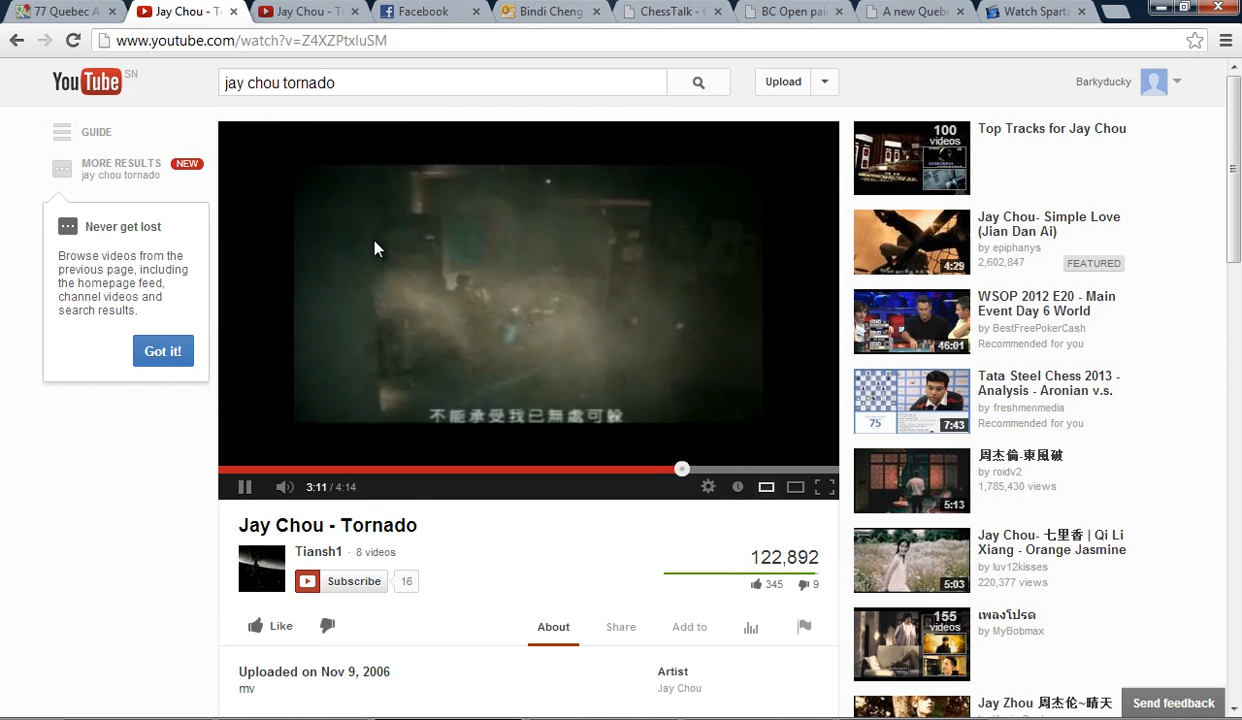 77 Quebec A
Jay Chou - T
Jay Chou - To
Facebook
Bindi Cheng
ChessTalk - C
BC Open pai
A new Quebe
Watch Sparta
www.youtube.com/watch?v=Z4XZPtxIuSM
YouTube SN
jay chou tornado
Upload
Barkyducky
GUIDE
MORE RESULTS NEW
jay chou tornado
Never get lost
Browse videos from the
previous page, including
the homepage feed,
channel videos and
search results.
Got it!
不能承受我已無處可躲
3:11 / 4:14
Jay Chou - Tornado
Tiansh1 · 8 videos
Subscribe 16
122,892
345 9
Like
About
Share
Add to
Uploaded on Nov 9, 2006
mv
Artist
Jay Chou
100
videos
Top Tracks for Jay Chou
4:29
Jay Chou- Simple Love
(Jian Dan Ai)
by epiphanys
2,602,847
FEATURED
46:01
WSOP 2012 E20 - Main
Event Day 6 World
by BestFreePokerCash
Recommended for you
75
7:43
Tata Steel Chess 2013 -
Analysis - Aronian v.s.
by freshmenmedia
Recommended for you
5:13
周杰倫-東風破
by roidv2
1,785,430 views
5:03
Jay Chou- 七里香 | Qi Li
Xiang - Orange Jasmine
by luv12kisses
220,377 views
155
videos
เพลงโปรด
by MyBobmax
Jay Zhou 周杰伦~晴天
Send feedback